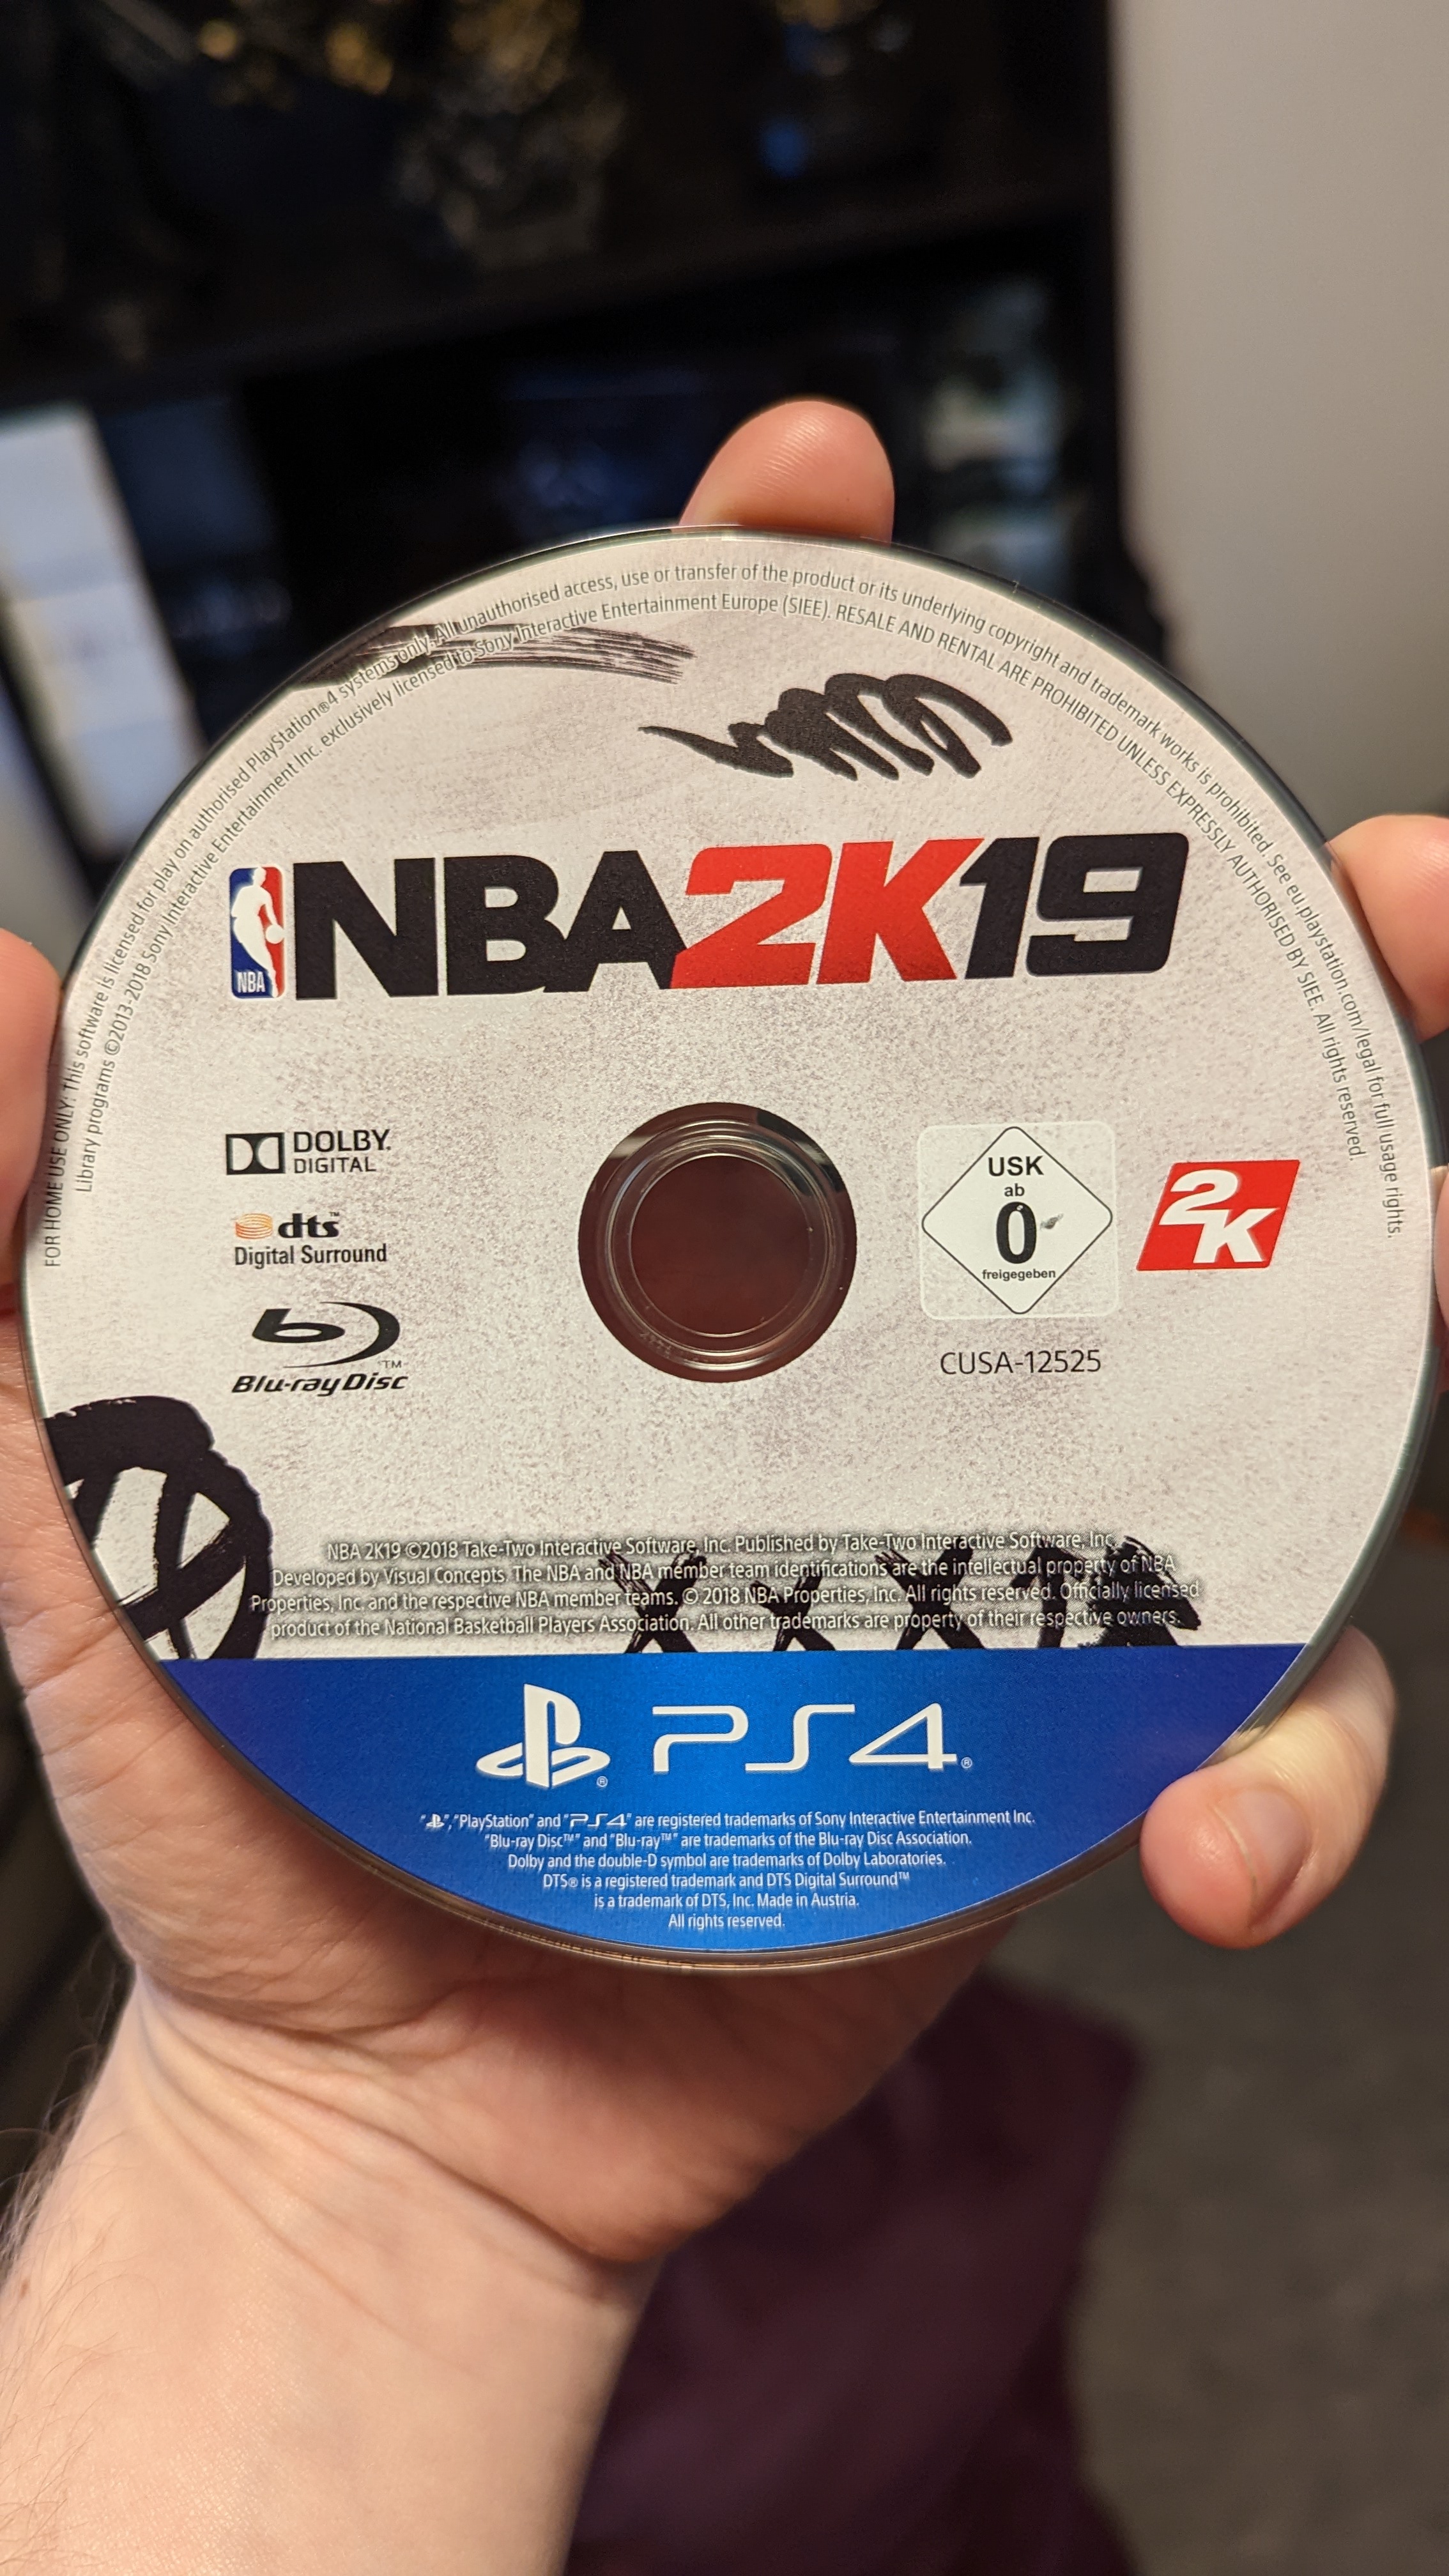 FOR HOME USE ONLY: This software is licensed for play on authorised PlayStation®4 systems only. All unauthorised access, use or transfer of the product or its underlying copyright and trademark works is prohibited. See eu.playstation.com/legal for full usage rights.
Library programs ©2013-2018 Sony Interactive Entertainment Inc. exclusively licensed to Sony Interactive Entertainment Europe (SIEE). RESALE AND RENTAL ARE PROHIBITED UNLESS EXPRESSLY AUTHORISED BY SIEE. All rights reserved.
NBA
NBA2K19
DOLBY
DIGITAL
dts™
Digital Surround
Blu-ray Disc™
USK
ab
0
freigegeben
2K
CUSA-12525
NBA 2K19 ©2018 Take-Two Interactive Software, Inc. Published by Take-Two Interactive Software, Inc.
Developed by Visual Concepts. The NBA and NBA member team identifications are the intellectual property of NBA
Properties, Inc. and the respective NBA member teams. © 2018 NBA Properties, Inc. All rights reserved. Officially licensed
product of the National Basketball Players Association. All other trademarks are property of their respective owners.
PS4®
" ", "PlayStation" and "PS4" are registered trademarks of Sony Interactive Entertainment Inc.
"Blu-ray Disc™" and "Blu-ray™" are trademarks of the Blu-ray Disc Association.
Dolby and the double-D symbol are trademarks of Dolby Laboratories.
DTS® is a registered trademark and DTS Digital Surround™
is a trademark of DTS, Inc. Made in Austria.
All rights reserved.